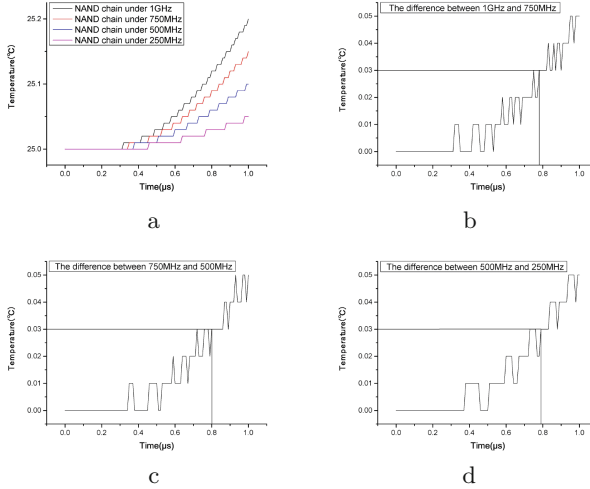 NAND chain under 1GHz
NAND chain under 750MHz
NAND chain under 500MHz
NAND chain under 250MHz
25.2
25.1
25.0
Temperature(℃)
0.0 0.2 0.4 0.6 0.8 1.0
Time(μs)
a
The difference between 1GHz and 750MHz
0.05
0.04
0.03
0.02
0.01
0.00
Temperature(℃)
0.0 0.2 0.4 0.6 0.8 1.0
Time(μs)
b
The difference between 750MHz and 500MHz
0.05
0.04
0.03
0.02
0.01
0.00
Temperature(℃)
0.0 0.2 0.4 0.6 0.8 1.0
Time(μs)
c
The difference between 500MHz and 250MHz
0.05
0.04
0.03
0.02
0.01
0.00
Temperature(℃)
0.0 0.2 0.4 0.6 0.8 1.0
Time(μs)
d